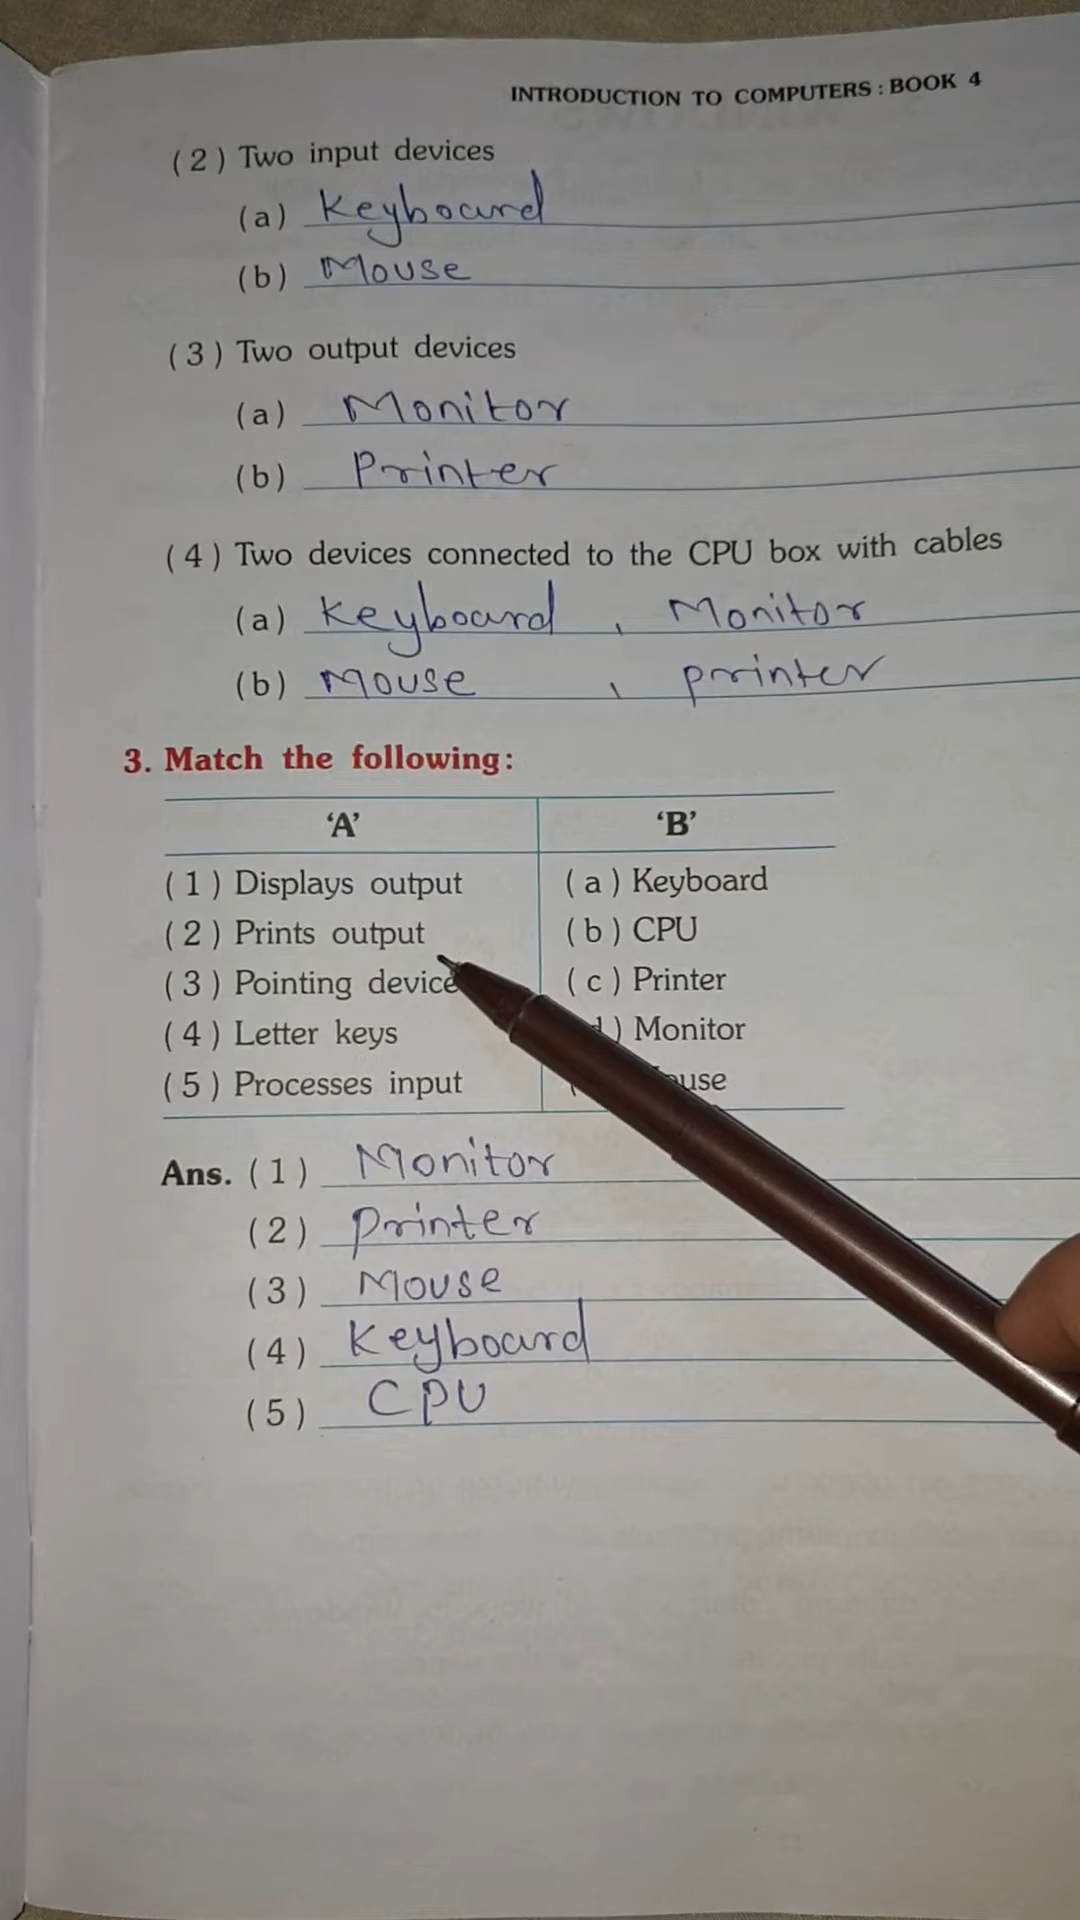 INTRODUCTION TO COMPUTERS : BOOK 4
(2) Two input devices
(a) Keyboard
(b) Mouse
(3) Two output devices
(a) Monitor
(b) Printer
(4) Two devices connected to the CPU box with cables
(a) Keyboard , Monitor
(b) Mouse , printer
3. Match the following:
'A' 'B'
(1) Displays output (a) Keyboard
(2) Prints output (b) CPU
(3) Pointing device (c) Printer
(4) Letter keys ) Monitor
(5) Processes input
Ans. (1) Monitor
(2) printer
(3) Mouse
(4) Keyboard
(5) CPU